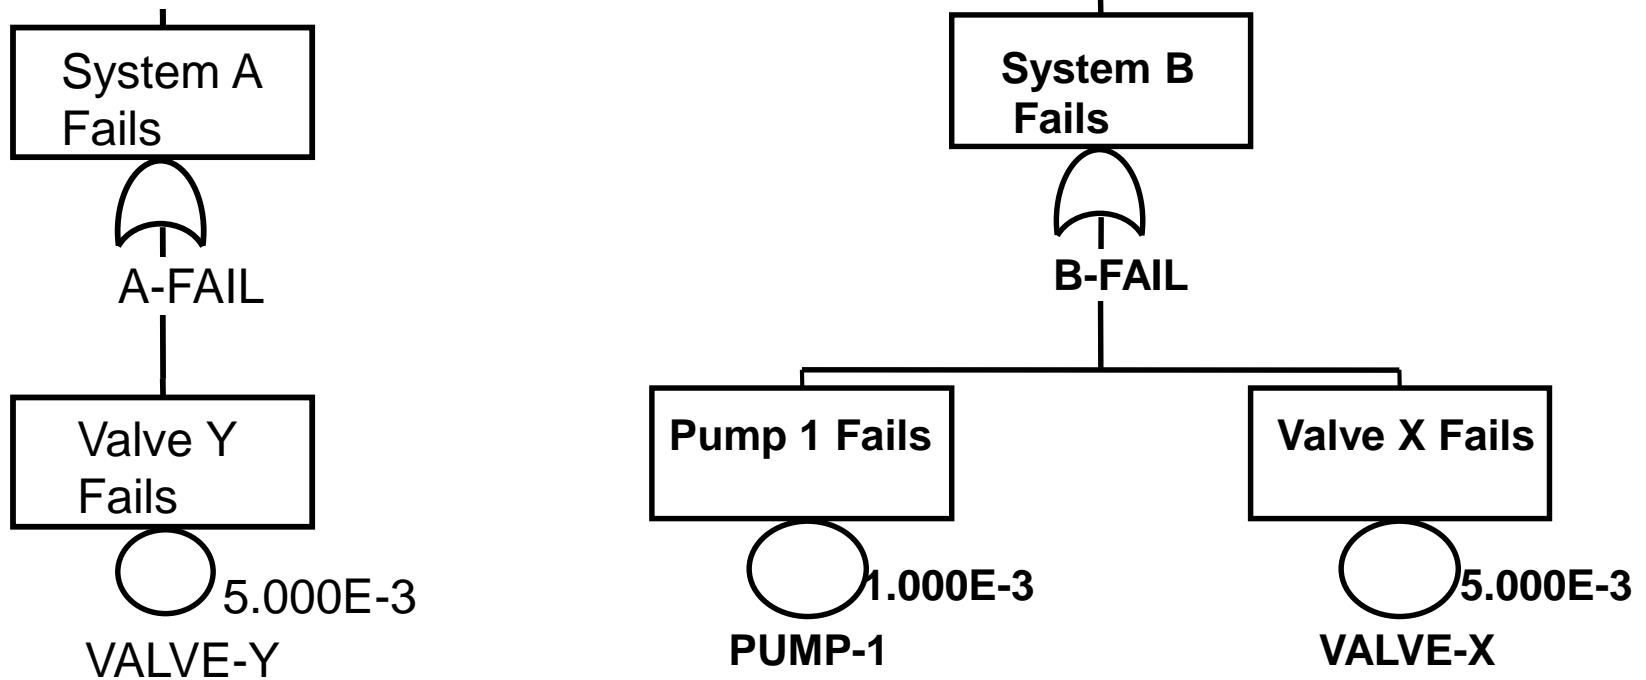 System A
Fails
A-FAIL
Valve Y
Fails
5.000E-3
VALVE-Y
System B
Fails
B-FAIL
Pump 1 Fails
1.000E-3
PUMP-1
Valve X Fails
5.000E-3
VALVE-X